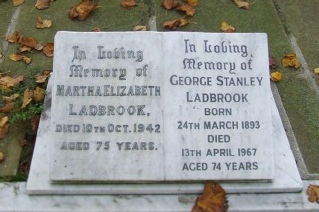 In Loving
Memory of
MARTHA ELIZABETH
LADBROOK,
DIED 10TH OCT. 1942
AGED 75 YEARS.
In Loving
Memory of
GEORGE STANLEY
LADBROOK
BORN
24TH MARCH 1893
DIED
13TH APRIL 1967
AGED 74 YEARS